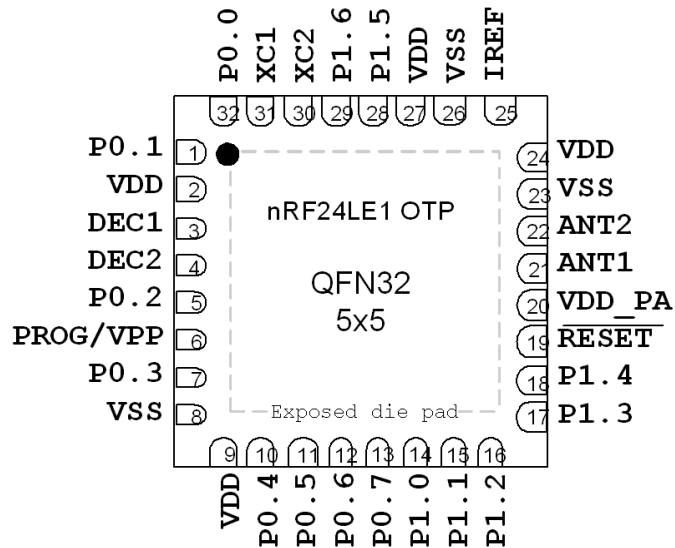 P0.0 XC1 XC2 P1.6 P1.5 VDD VSS IREF
32 31 30 29 28 27 26 25
P0.1 1 24 VDD
VDD 2 23 VSS
DEC1 3 22 ANT2
DEC2 4 21 ANT1
P0.2 5 20 VDD_PA
PROG/VPP 6 19 RESET
P0.3 7 18 P1.4
VSS 8 17 P1.3
nRF24LE1 OTP
QFN32
5x5
Exposed die pad
9 10 11 12 13 14 15 16
VDD P0.4 P0.5 P0.6 P0.7 P1.0 P1.1 P1.2